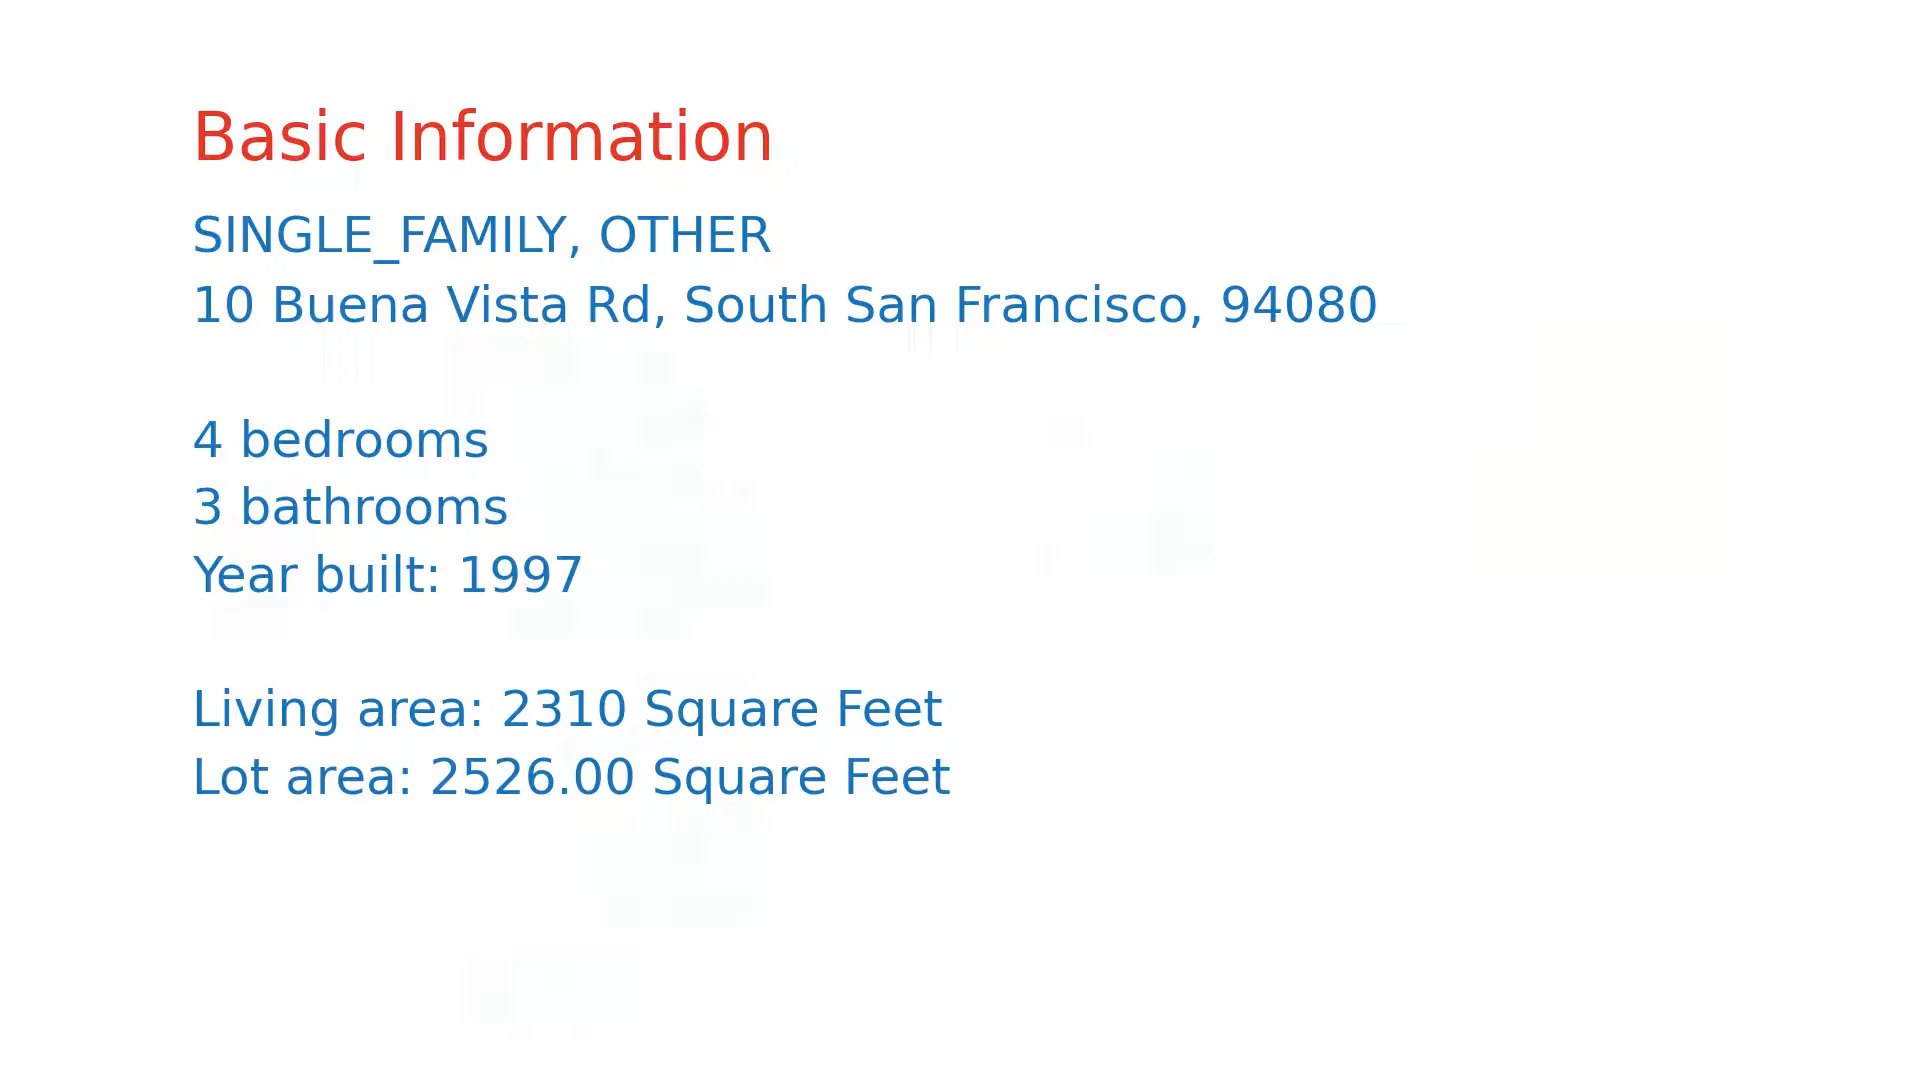 Basic Information
SINGLE_FAMILY, OTHER
10 Buena Vista Rd, South San Francisco, 94080
4 bedrooms
3 bathrooms
Year built: 1997
Living area: 2310 Square Feet
Lot area: 2526.00 Square Feet